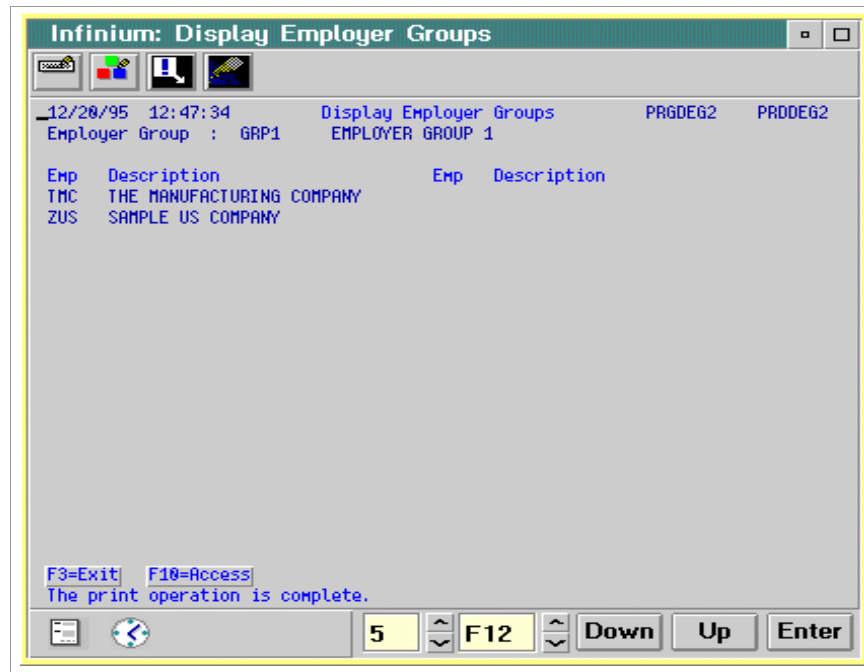 Infinium: Display Employer Groups
12/20/95 12:47:34 Display Employer Groups PRGDEG2 PRDDEG2
Employer Group : GRP1 EMPLOYER GROUP 1
Emp Description Emp Description
TMC THE MANUFACTURING COMPANY
ZUS SAMPLE US COMPANY
F3=Exit F10=Access
The print operation is complete.
5 F12 Down Up Enter